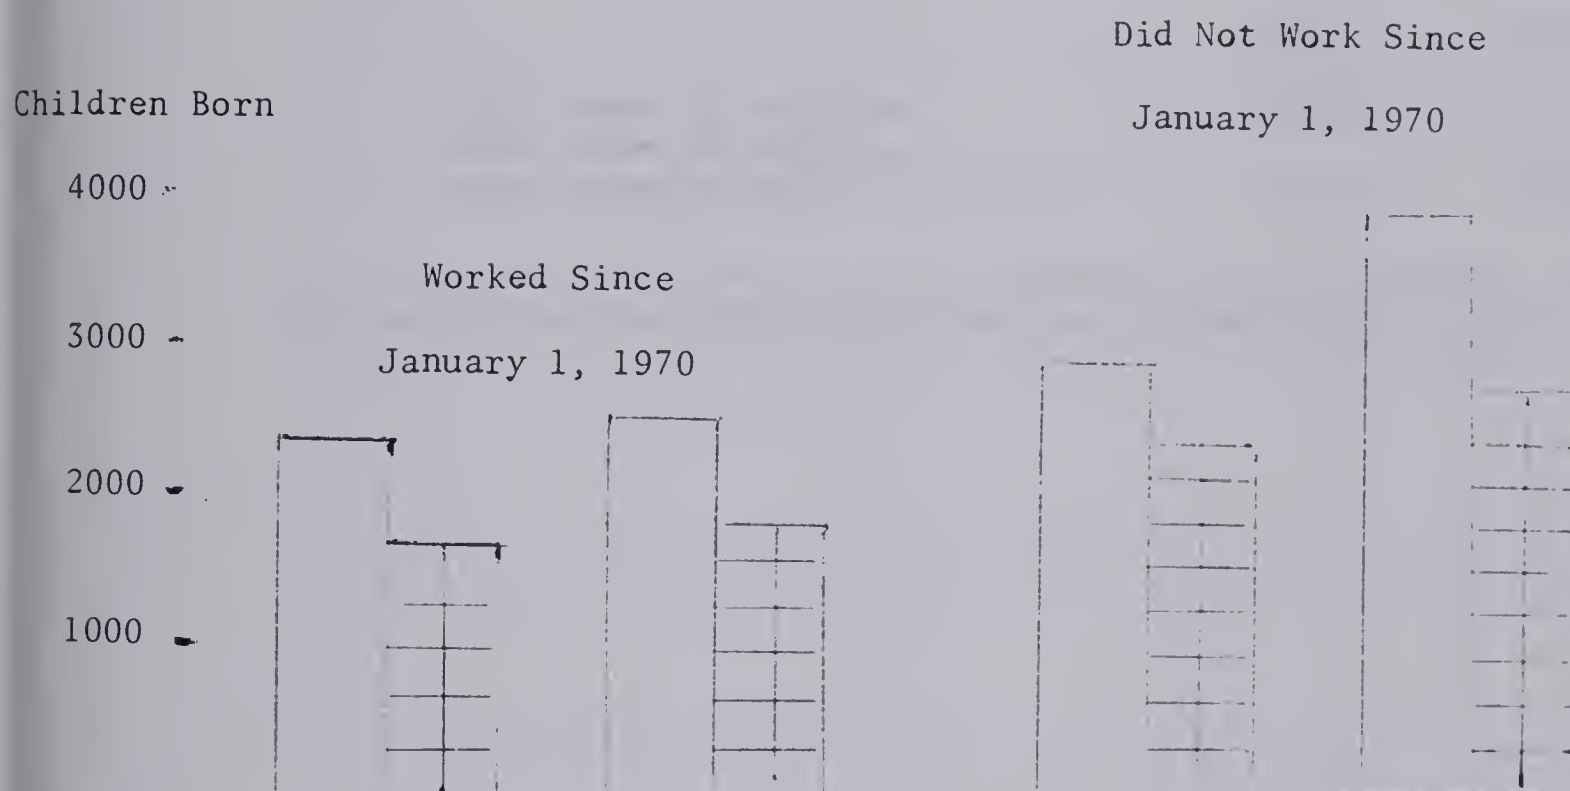 Did Not Work Since
January 1, 1970
Children Born
4000
Worked Since
January 1, 1970
3000
2000
1000